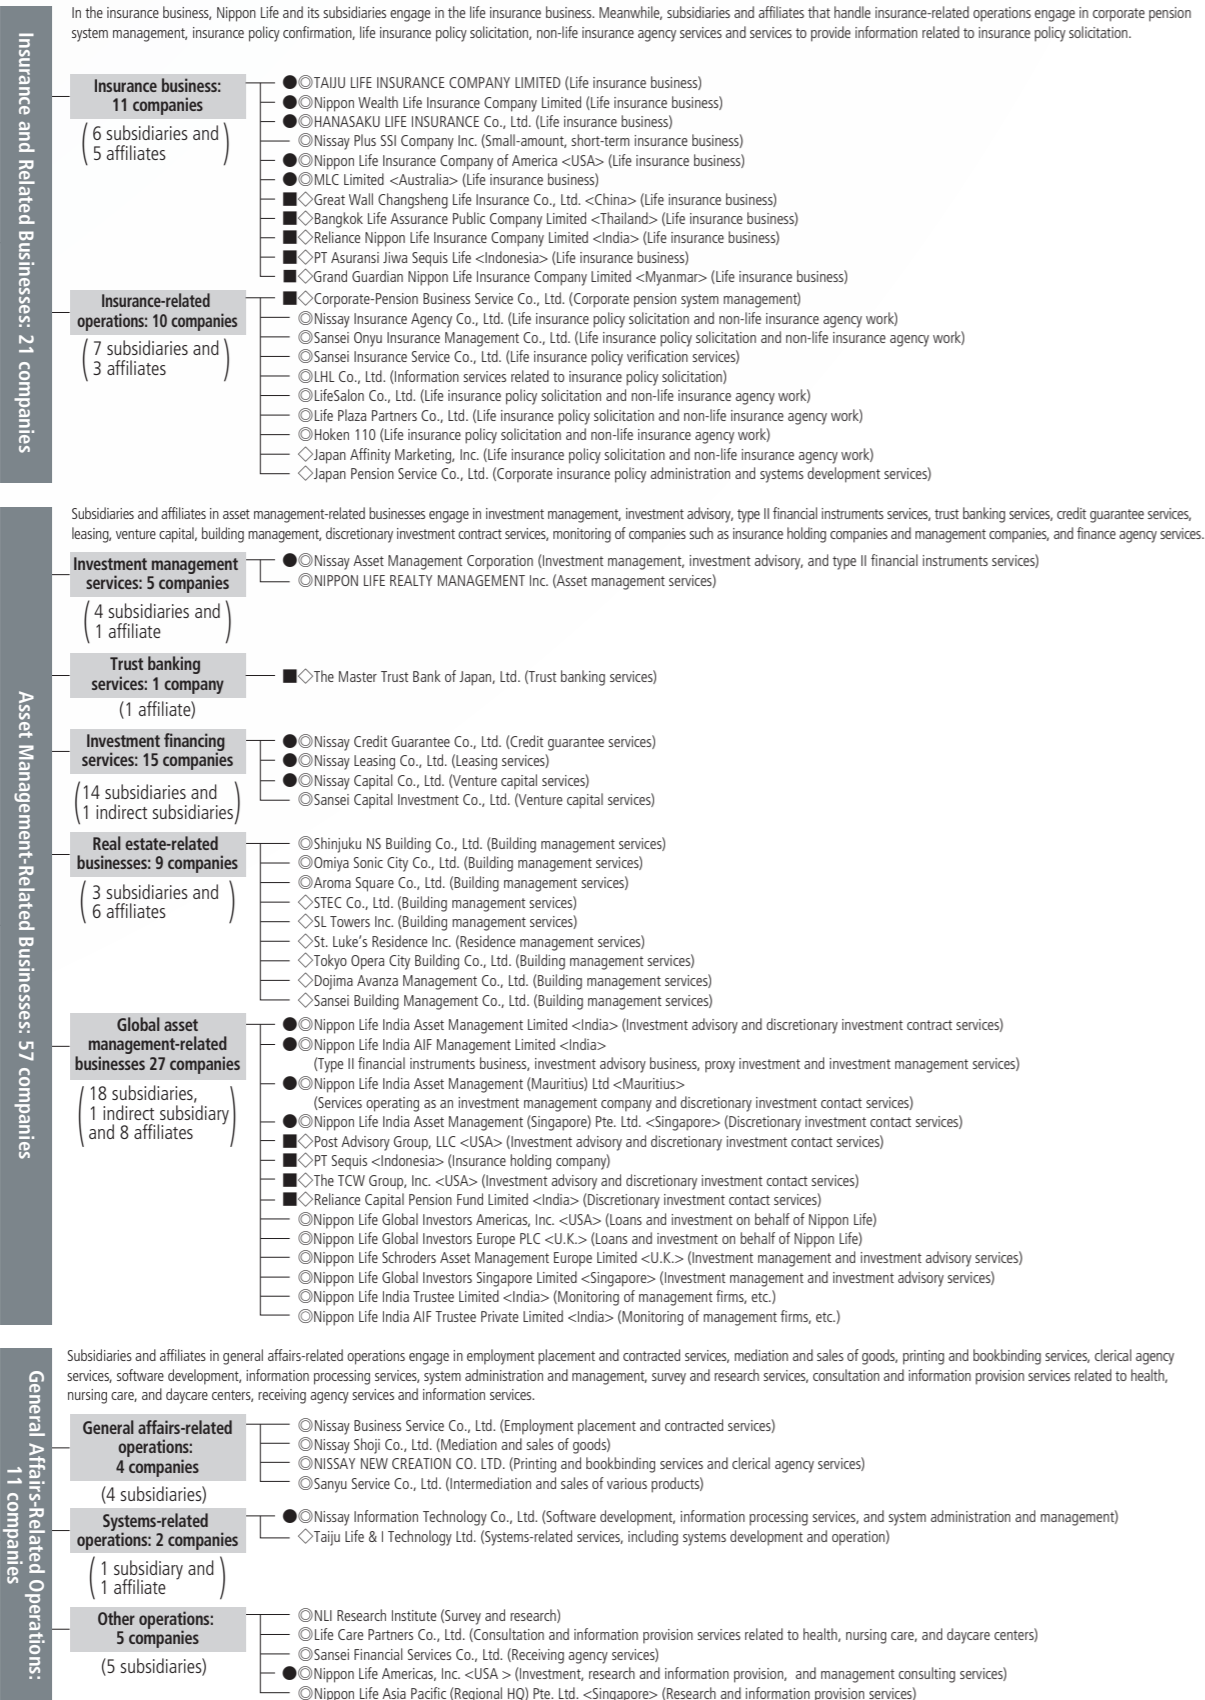 In the insurance business, Nippon Life and its subsidiaries engage in the life insurance business. Meanwhile, subsidiaries and affiliates that handle insurance-related operations engage in corporate pension
system management, insurance policy confirmation, life insurance policy solicitation, non-life insurance agency services and services to provide information related to insurance policy solicitation.
Insurance and Related Businesses: 21 companies
Insurance business:
11 companies
(6 subsidiaries and
5 affiliates)
●◎TAIJU LIFE INSURANCE COMPANY LIMITED (Life insurance business)
●◎Nippon Wealth Life Insurance Company Limited (Life insurance business)
●◎HANASAKU LIFE INSURANCE Co., Ltd. (Life insurance business)
◎Nissay Plus SSI Company Inc. (Small-amount, short-term insurance business)
●◎Nippon Life Insurance Company of America <USA> (Life insurance business)
●◎MLC Limited <Australia> (Life insurance business)
■◇Great Wall Changsheng Life Insurance Co., Ltd. <China> (Life insurance business)
■◇Bangkok Life Assurance Public Company Limited <Thailand> (Life insurance business)
■◇Reliance Nippon Life Insurance Company Limited <India> (Life insurance business)
■◇PT Asuransi Jiwa Sequis Life <Indonesia> (Life insurance business)
■◇Grand Guardian Nippon Life Insurance Company Limited <Myanmar> (Life insurance business)
Insurance-related
operations: 10 companies
(7 subsidiaries and
3 affiliates)
■◇Corporate-Pension Business Service Co., Ltd. (Corporate pension system management)
◎Nissay Insurance Agency Co., Ltd. (Life insurance policy solicitation and non-life insurance agency work)
◎Sansei Onyu Insurance Management Co., Ltd. (Life insurance policy solicitation and non-life insurance agency work)
◎Sansei Insurance Service Co., Ltd. (Life insurance policy verification services)
◎LHL Co., Ltd. (Information services related to insurance policy solicitation)
◎LifeSalon Co., Ltd. (Life insurance policy solicitation and non-life insurance agency work)
◎Life Plaza Partners Co., Ltd. (Life insurance policy solicitation and non-life insurance agency work)
◎Hoken 110 (Life insurance policy solicitation and non-life insurance agency work)
◇Japan Affinity Marketing, Inc. (Life insurance policy solicitation and non-life insurance agency work)
◇Japan Pension Service Co., Ltd. (Corporate insurance policy administration and systems development services)
Subsidiaries and affiliates in asset management-related businesses engage in investment management, investment advisory, type II financial instruments services, trust banking services, credit guarantee services,
leasing, venture capital, building management, discretionary investment contract services, monitoring of companies such as insurance holding companies and management companies, and finance agency services.
Asset Management-Related Businesses: 57 companies
Investment management
services: 5 companies
(4 subsidiaries and
1 affiliate)
●◎Nissay Asset Management Corporation (Investment management, investment advisory, and type II financial instruments services)
◎NIPPON LIFE REALTY MANAGEMENT Inc. (Asset management services)
Trust banking
services: 1 company
(1 affiliate)
■◇The Master Trust Bank of Japan, Ltd. (Trust banking services)
Investment financing
services: 15 companies
(14 subsidiaries and
1 indirect subsidiaries)
●◎Nissay Credit Guarantee Co., Ltd. (Credit guarantee services)
●◎Nissay Leasing Co., Ltd. (Leasing services)
●◎Nissay Capital Co., Ltd. (Venture capital services)
◎Sansei Capital Investment Co., Ltd. (Venture capital services)
Real estate-related
businesses: 9 companies
(3 subsidiaries and
6 affiliates)
◎Shinjuku NS Building Co., Ltd. (Building management services)
◎Omiya Sonic City Co., Ltd. (Building management services)
◎Aroma Square Co., Ltd. (Building management services)
◇STEC Co., Ltd. (Building management services)
◇SL Towers Inc. (Building management services)
◇St. Luke's Residence Inc. (Residence management services)
◇Tokyo Opera City Building Co., Ltd. (Building management services)
◇Dojima Avanza Management Co., Ltd. (Building management services)
◇Sansei Building Management Co., Ltd. (Building management services)
Global asset
management-related
businesses 27 companies
(18 subsidiaries,
1 indirect subsidiary
and 8 affiliates)
●◎Nippon Life India Asset Management Limited <India> (Investment advisory and discretionary investment contract services)
●◎Nippon Life India AIF Management Limited <India>
(Type II financial instruments business, investment advisory business, proxy investment and investment management services)
●◎Nippon Life India Asset Management (Mauritius) Ltd <Mauritius>
(Services operating as an investment management company and discretionary investment contact services)
●◎Nippon Life India Asset Management (Singapore) Pte. Ltd. <Singapore> (Discretionary investment contact services)
■◇Post Advisory Group, LLC <USA> (Investment advisory and discretionary investment contact services)
■◇PT Sequis <Indonesia> (Insurance holding company)
■◇The TCW Group, Inc. <USA> (Investment advisory and discretionary investment contact services)
■◇Reliance Capital Pension Fund Limited <India> (Discretionary investment contact services)
◎Nippon Life Global Investors Americas, Inc. <USA> (Loans and investment on behalf of Nippon Life)
◎Nippon Life Global Investors Europe PLC <U.K.> (Loans and investment on behalf of Nippon Life)
◎Nippon Life Schroders Asset Management Europe Limited <U.K.> (Investment management and investment advisory services)
◎Nippon Life Global Investors Singapore Limited <Singapore> (Investment management and investment advisory services)
◎Nippon Life India Trustee Limited <India> (Monitoring of management firms, etc.)
◎Nippon Life India AIF Trustee Private Limited <India> (Monitoring of management firms, etc.)
Subsidiaries and affiliates in general affairs-related operations engage in employment placement and contracted services, mediation and sales of goods, printing and bookbinding services, clerical agency
services, software development, information processing services, system administration and management, survey and research services, consultation and information provision services related to health,
nursing care, and daycare centers, receiving agency services and information services.
General Affairs-Related Operations:
11 companies
General affairs-related
operations:
4 companies
(4 subsidiaries)
◎Nissay Business Service Co., Ltd. (Employment placement and contracted services)
◎Nissay Shoji Co., Ltd. (Mediation and sales of goods)
◎NISSAY NEW CREATION CO. LTD. (Printing and bookbinding services and clerical agency services)
◎Sanyu Service Co., Ltd. (Intermediation and sales of various products)
Systems-related
operations: 2 companies
(1 subsidiary and
1 affiliate)
●◎Nissay Information Technology Co., Ltd. (Software development, information processing services, and system administration and management)
◇Taiju Life & I Technology Ltd. (Systems-related services, including systems development and operation)
Other operations:
5 companies
(5 subsidiaries)
◎NLI Research Institute (Survey and research)
◎Life Care Partners Co., Ltd. (Consultation and information provision services related to health, nursing care, and daycare centers)
◎Sansei Financial Services Co., Ltd. (Receiving agency services)
●◎Nippon Life Americas, Inc. <USA > (Investment, research and information provision, and management consulting services)
◎Nippon Life Asia Pacific (Regional HQ) Pte. Ltd. <Singapore> (Research and information provision services)